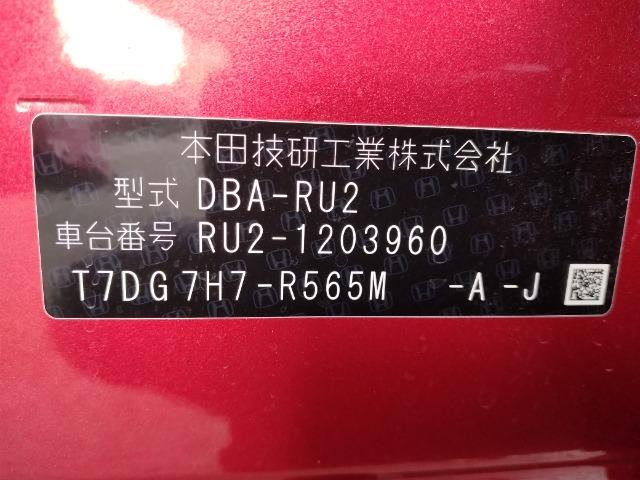 本田技研工業株式会社
型式 DBA-RU2
車台番号 RU2-1203960
T7DG7H7-R565M -A-J